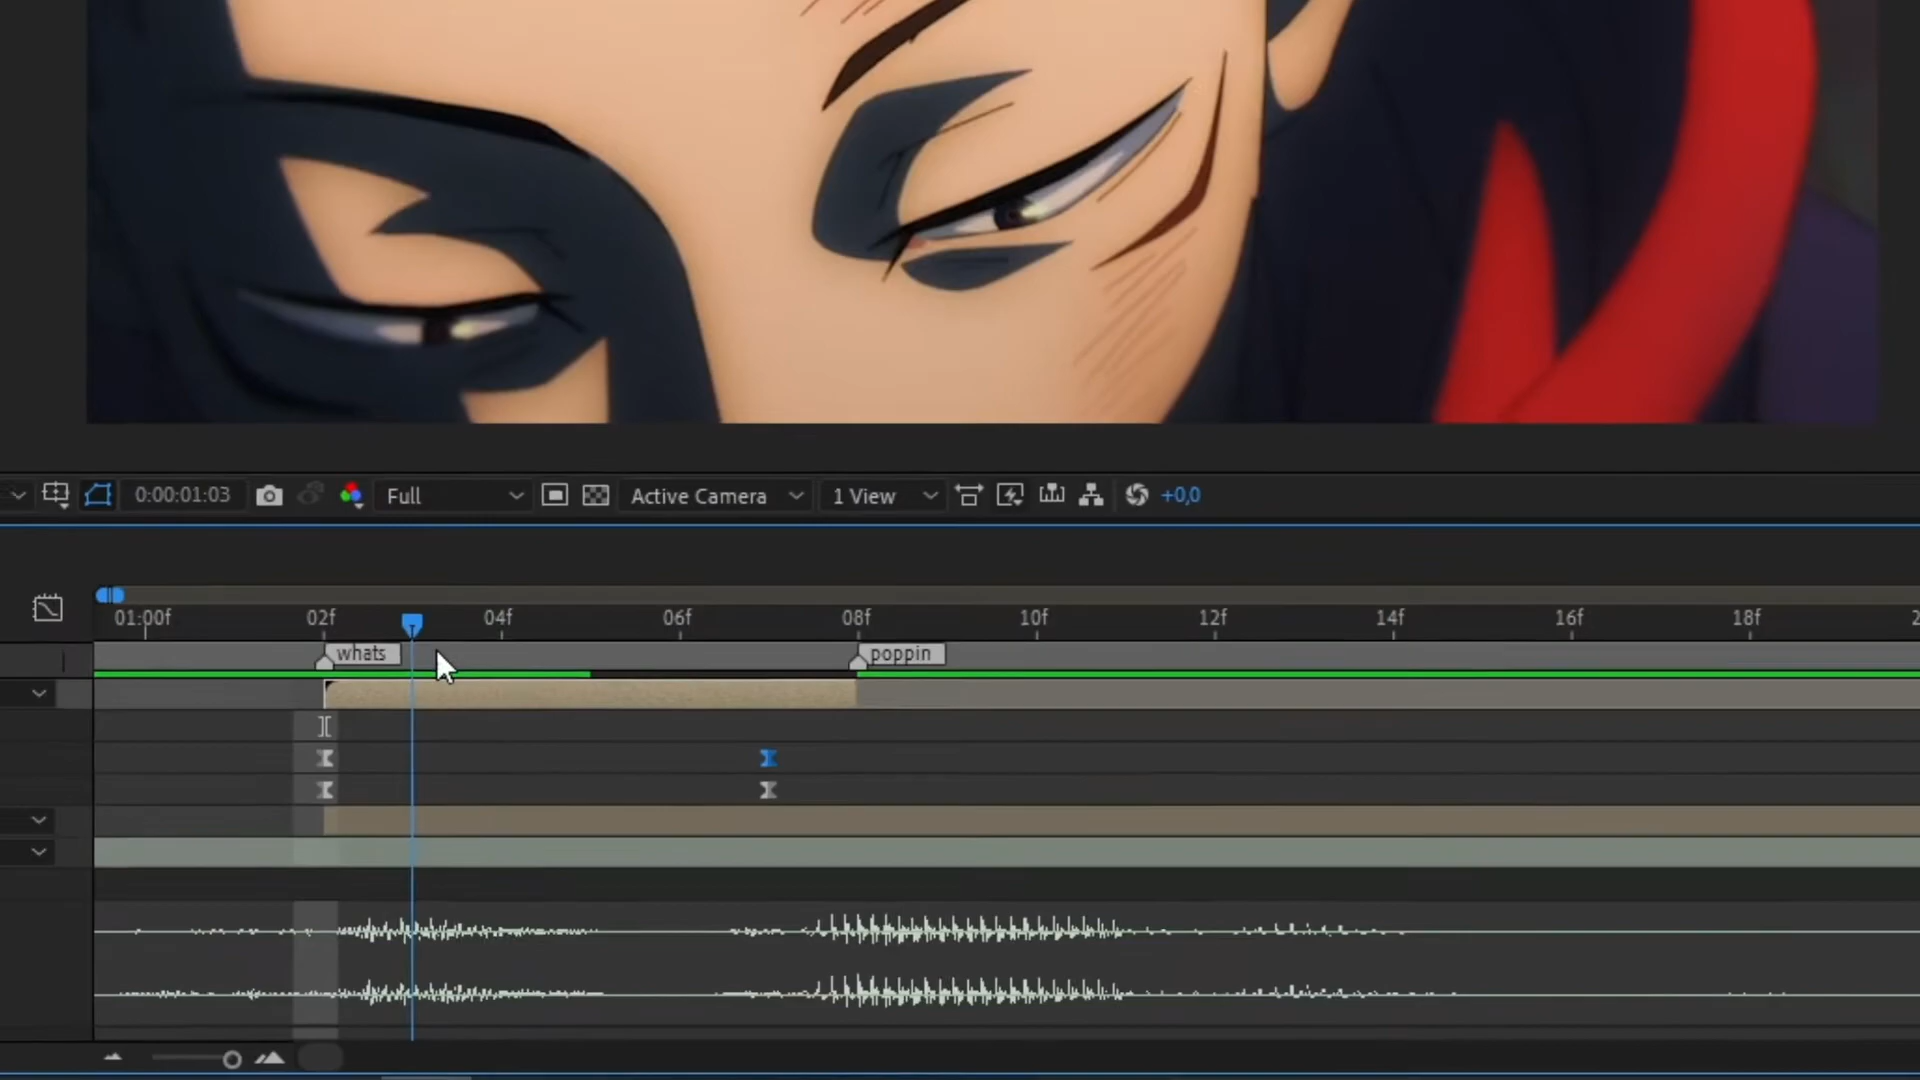 0:00:01:03 Full Active Camera 1 View +0,0
01:00f 02f 04f 06f 08f 10f 12f 14f 16f 18f 2
whats poppin